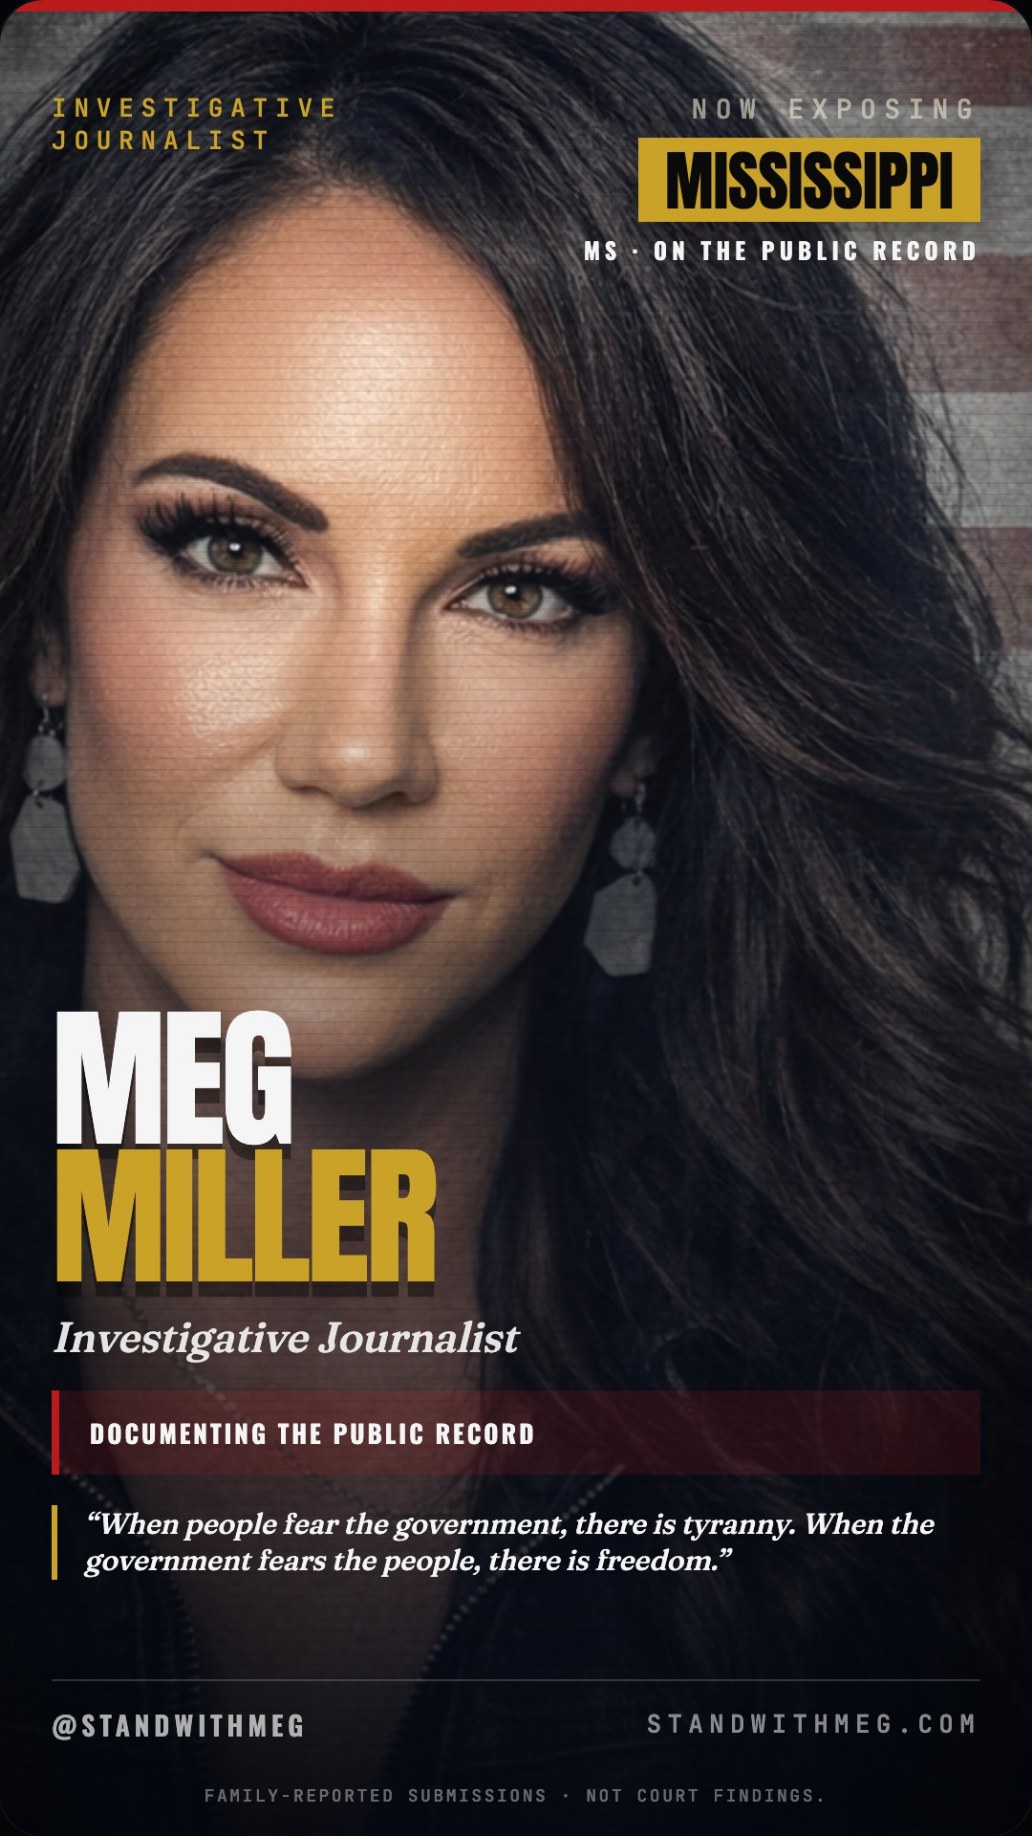 INVESTIGATIVE
JOURNALIST
NOW EXPOSING
MISSISSIPPI
MS · ON THE PUBLIC RECORD
MEG
MILLER
Investigative Journalist
DOCUMENTING THE PUBLIC RECORD
“When people fear the government, there is tyranny. When the
government fears the people, there is freedom.”
@STANDWITHMEG
STANDWITHMEG.COM
FAMILY-REPORTED SUBMISSIONS · NOT COURT FINDINGS.